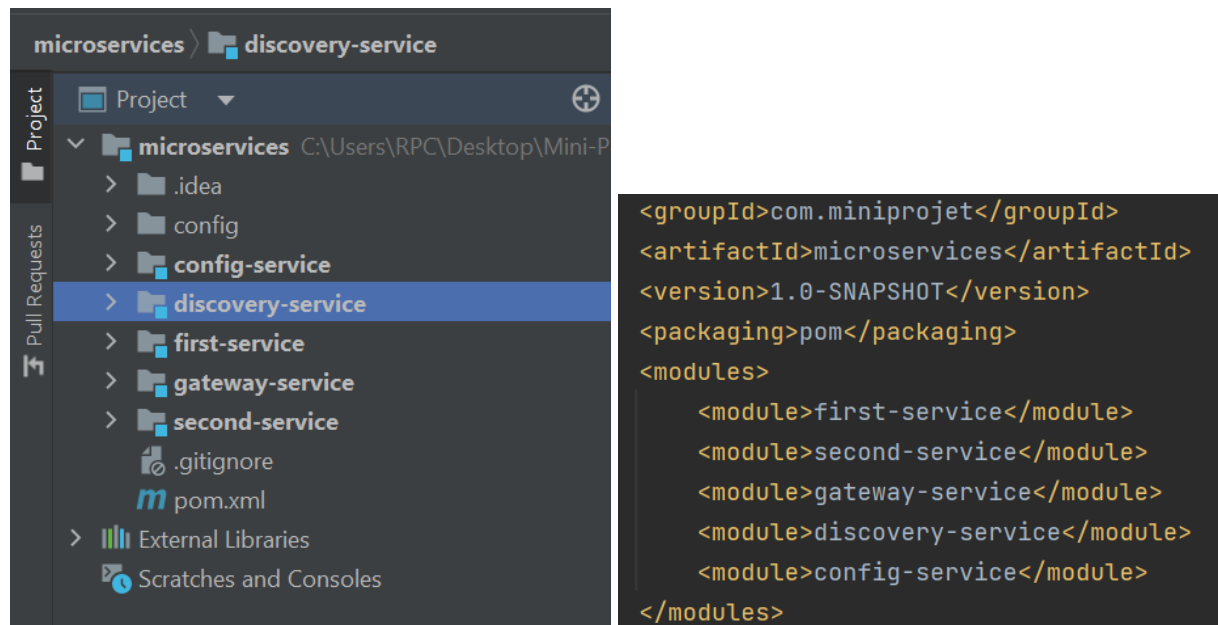 microservices discovery-service
Project
Project
Pull Requests
microservices C:\Users\RPC\Desktop\Mini-P
.idea
config
config-service
discovery-service
first-service
gateway-service
second-service
.gitignore
pom.xml
External Libraries
Scratches and Consoles
<groupId>com.miniprojet</groupId>
<artifactId>microservices</artifactId>
<version>1.0-SNAPSHOT</version>
<packaging>pom</packaging>
<modules>
<module>first-service</module>
<module>second-service</module>
<module>gateway-service</module>
<module>discovery-service</module>
<module>config-service</module>
</modules>